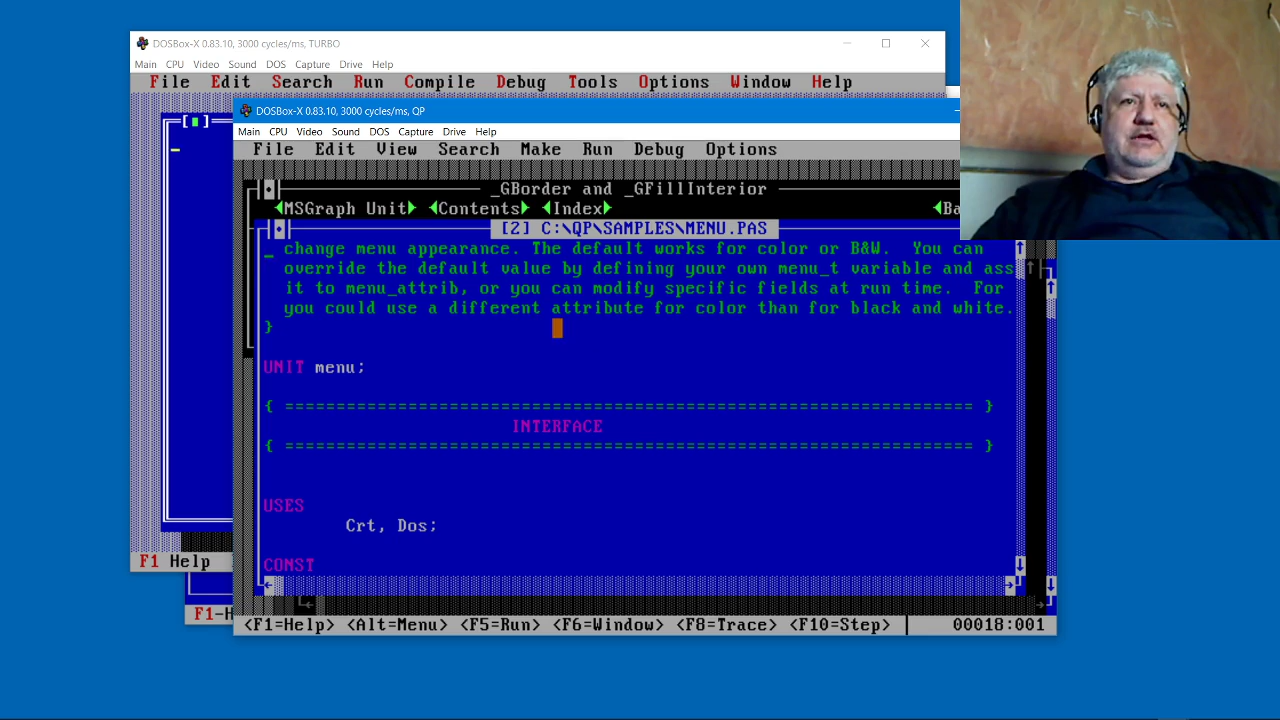 DOSBox-X 0.83.10, 3000 cycles/ms, TURBO
Main CPU Video Sound DOS Capture Drive Help
File Edit Search Run Compile Debug Tools Options Window Help
DOSBox-X 0.83.10, 3000 cycles/ms, QP
Main CPU Video Sound DOS Capture Drive Help
File Edit View Search Make Run Debug Options
_GBorder and _GFillInterior
MSGraph Unit Contents Index Ba
[2] C:\QP\SAMPLES\MENU.PAS
change menu appearance. The default works for color or B&W. You can
override the default value by defining your own menu_t variable and ass
it to menu_attrib, or you can modify specific fields at run time. For
you could use a different attribute for color than for black and white.
}
UNIT menu;
{ =================================================================== }
INTERFACE
{ =================================================================== }
USES
Crt, Dos;
CONST
F1 Help
F1-H
<F1=Help> <Alt=Menu> <F5=Run> <F6=Window> <F8=Trace> <F10=Step> 00018:001